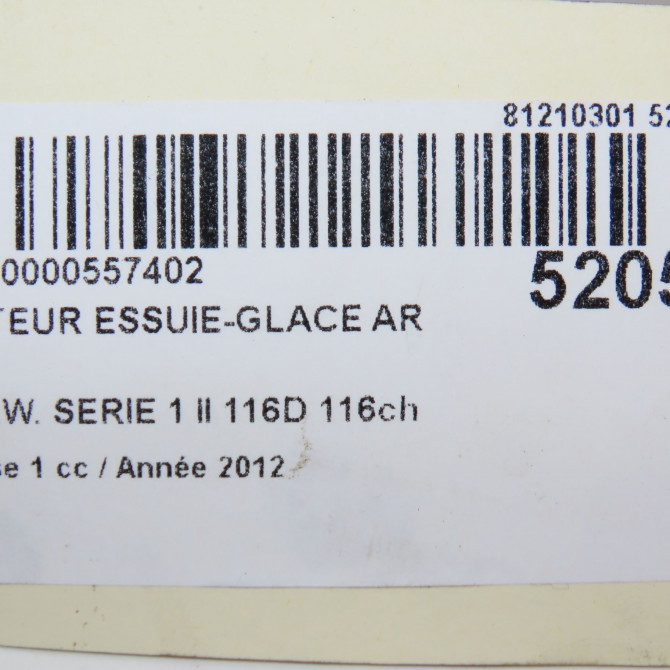 81210301 52
0000557402
5205
TEUR ESSUIE-GLACE AR
W. SERIE 1 II 116D 116ch
se 1 cc / Année 2012